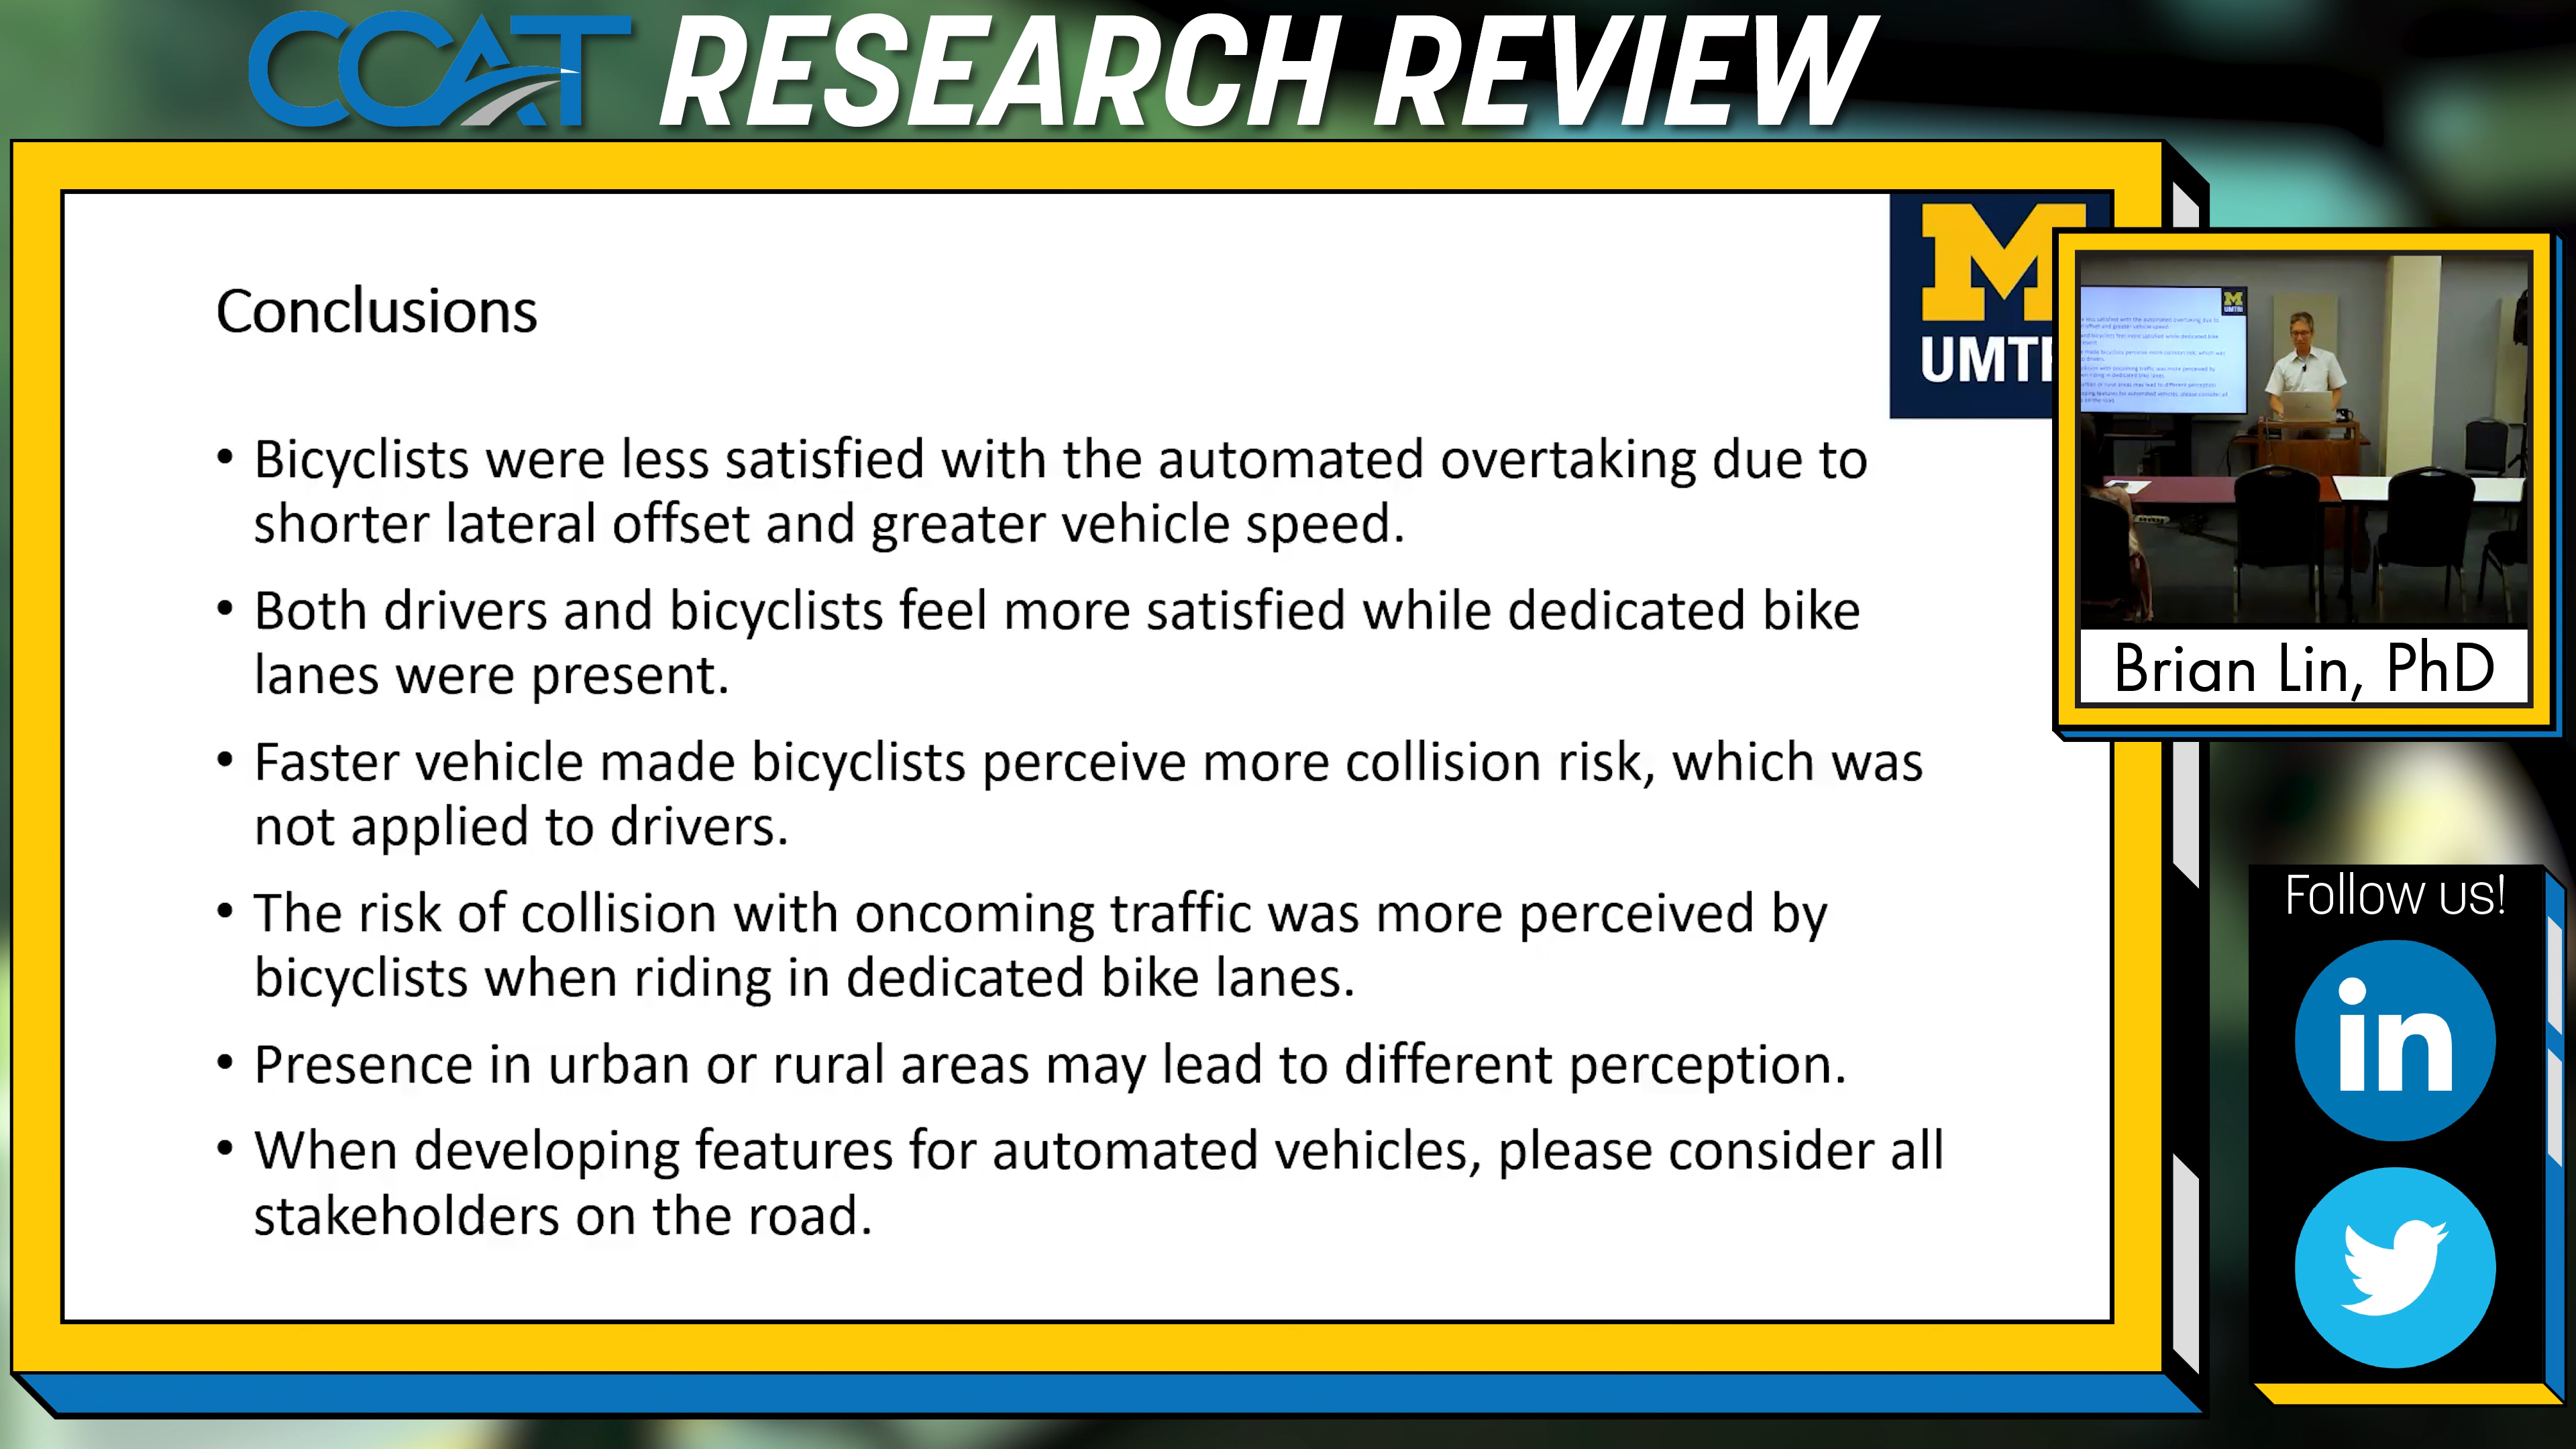 CCAT RESEARCH REVIEW
M
UMT
Conclusions
• Bicyclists were less satisfied with the automated overtaking due to
shorter lateral offset and greater vehicle speed.
• Both drivers and bicyclists feel more satisfied while dedicated bike
lanes were present.
• Faster vehicle made bicyclists perceive more collision risk, which was
not applied to drivers.
• The risk of collision with oncoming traffic was more perceived by
bicyclists when riding in dedicated bike lanes.
• Presence in urban or rural areas may lead to different perception.
• When developing features for automated vehicles, please consider all
stakeholders on the road.
M
UMTRI
Brian Lin, PhD
Follow us!
in